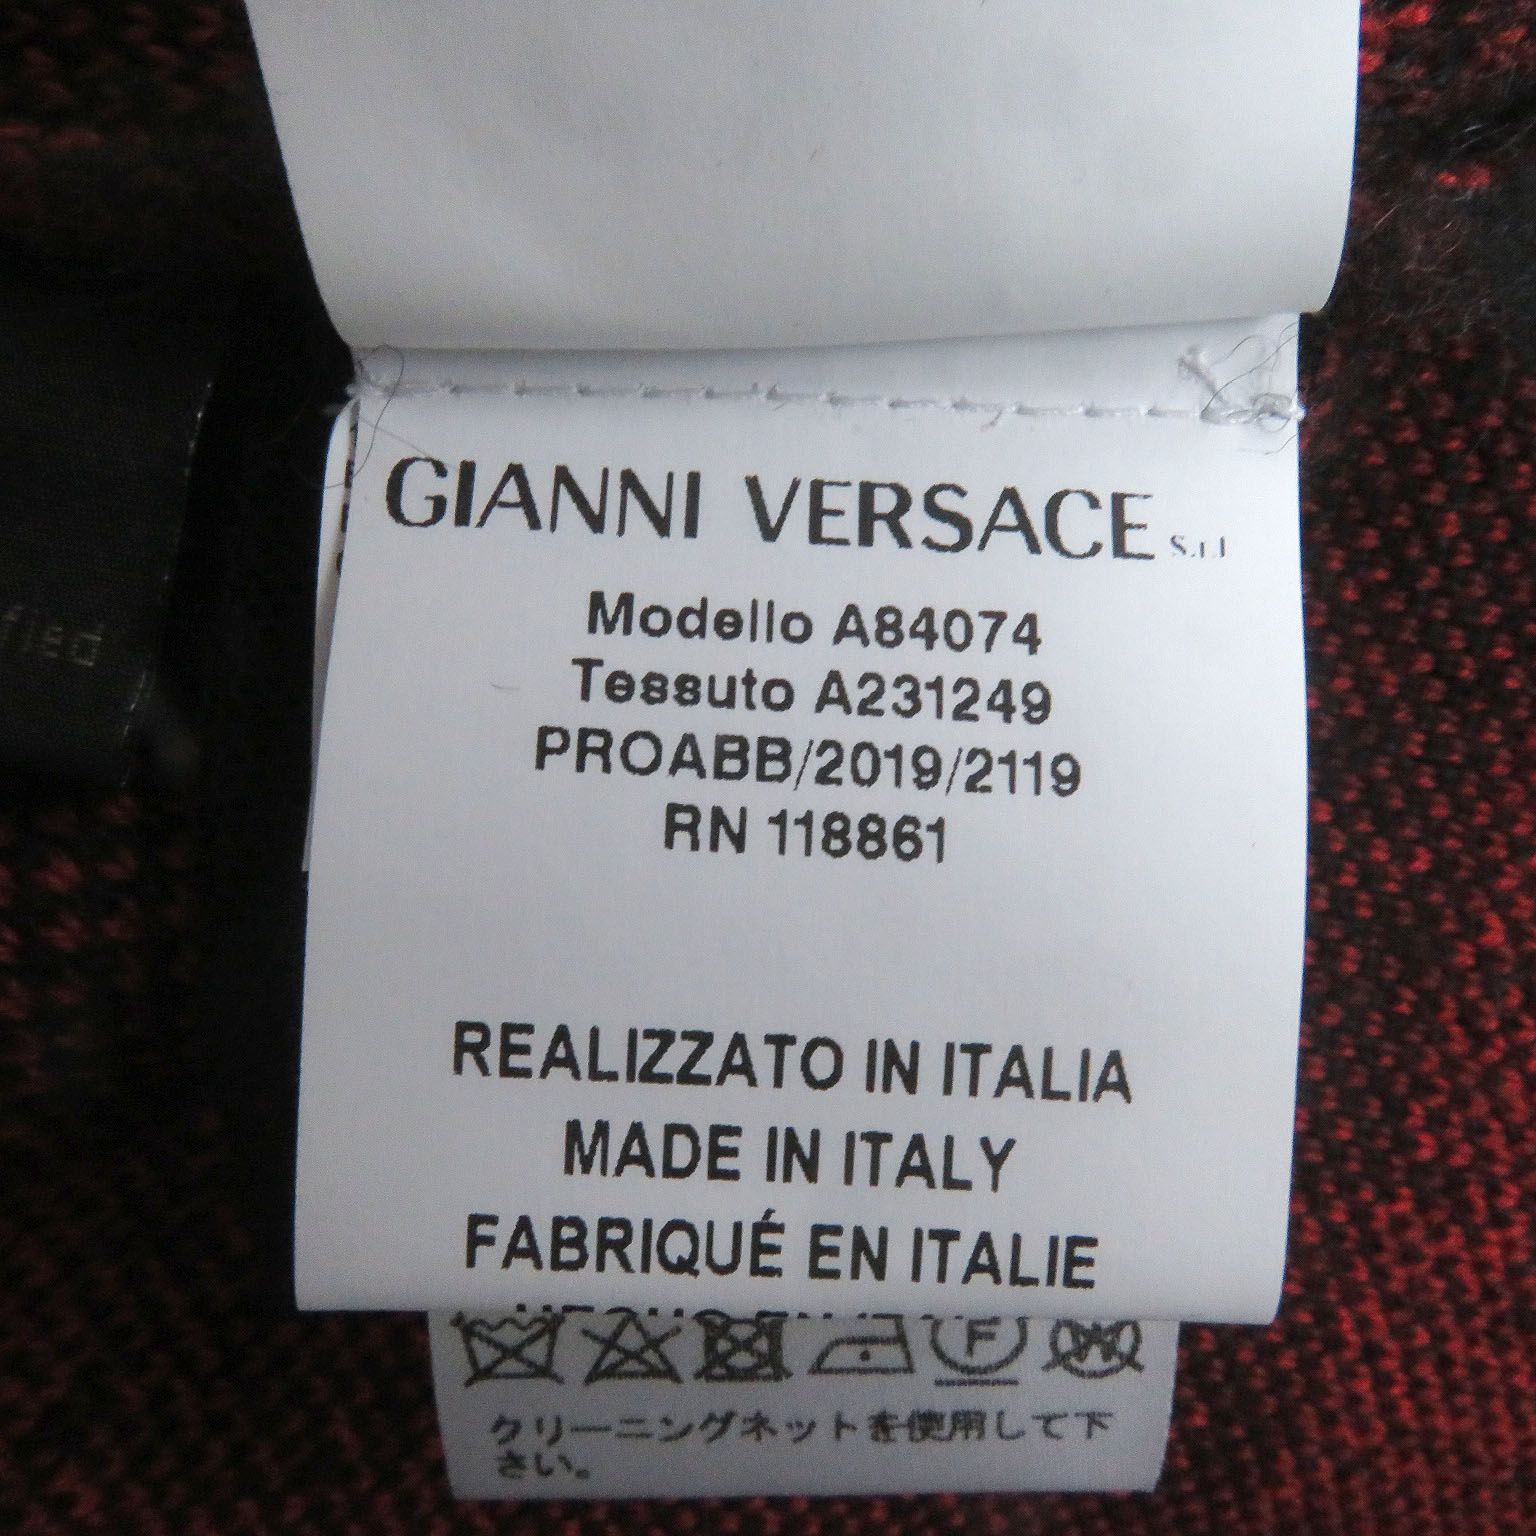 GIANNI VERSACE S.r.l
Modello A84074
Tessuto A231249
PROABB/2019/2119
RN 118861
REALIZZATO IN ITALIA
MADE IN ITALY
FABRIQUÉ EN ITALIE
F
W
クリーニングネットを使用して下
さい。